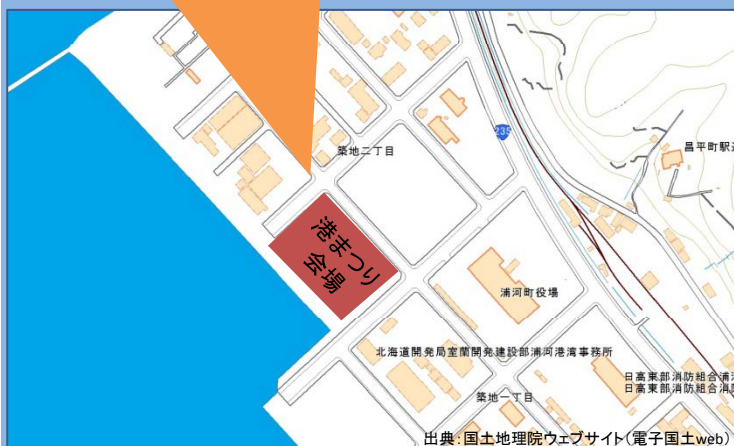 築地二丁目
235
昌平町駅
港まつり
会場
浦河町役場
北海道開発局室蘭開発建設部浦河港湾事務所
日高東部消防組合浦
日高東部消防組合消
築地一丁目
出典:国土地理院ウェブサイト(電子国土web)